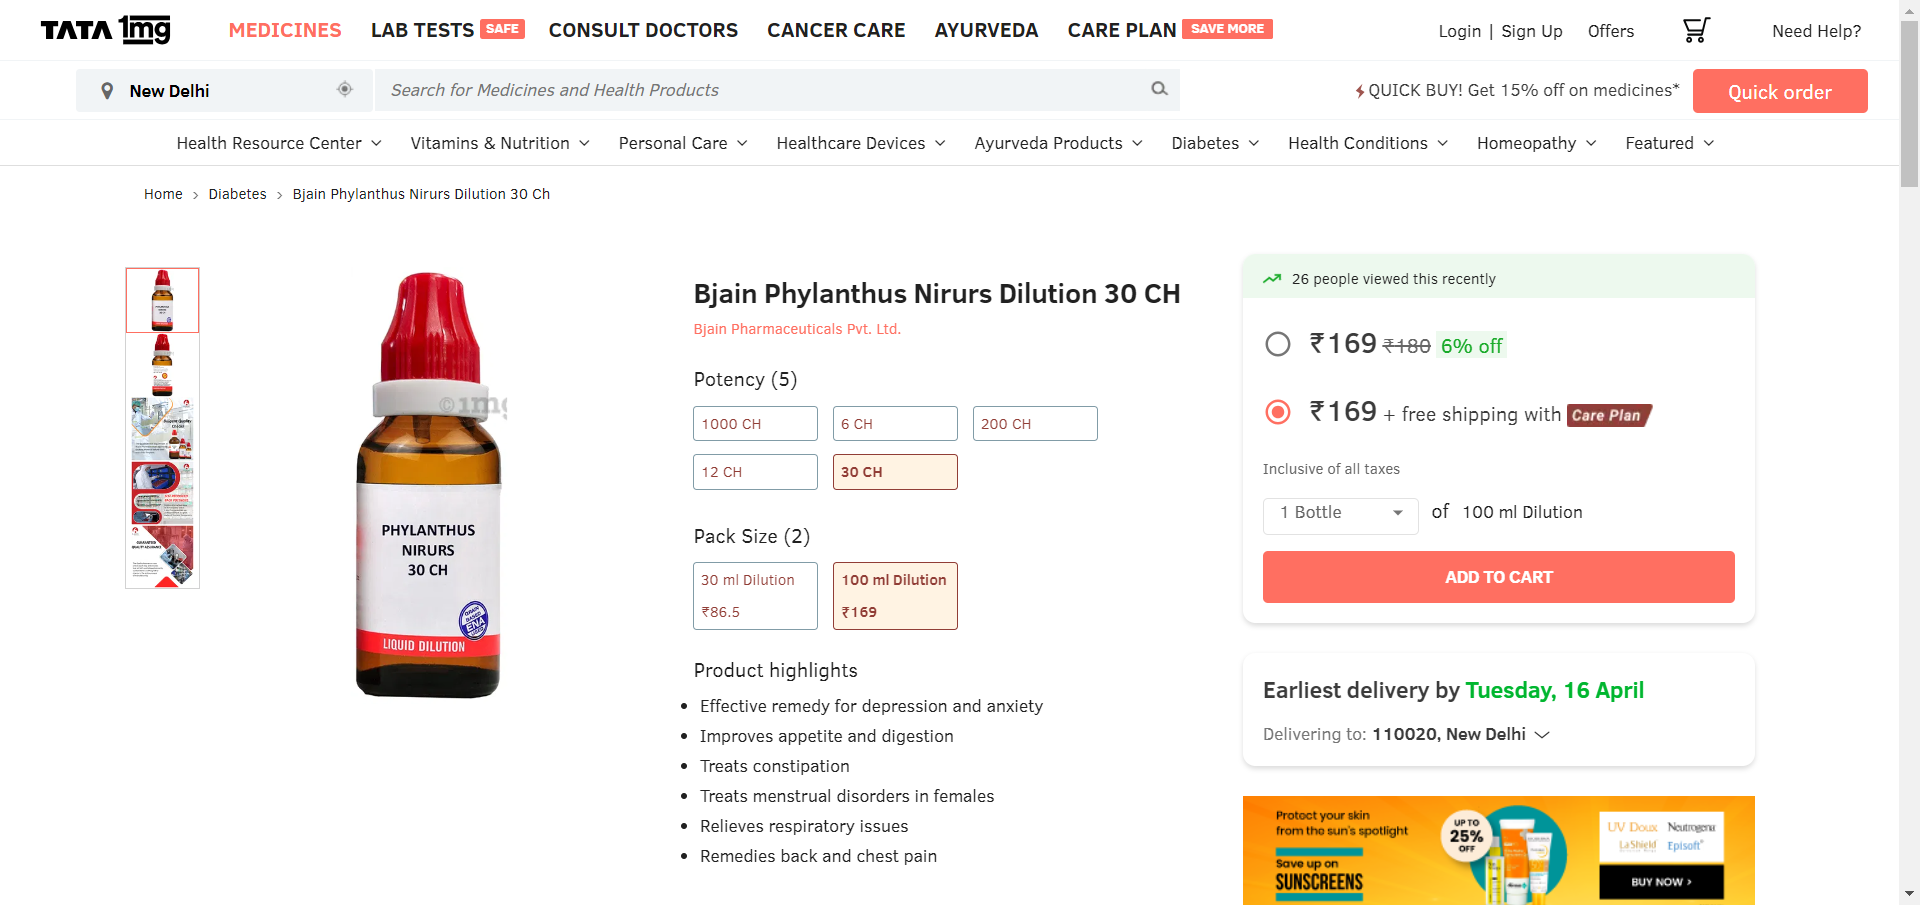 TATA 1mg
MEDICINES LAB TESTS SAFE CONSULT DOCTORS CANCER CARE AYURVEDA CARE PLAN SAVE MORE
Login | Sign Up Offers Need Help?
New Delhi
Search for Medicines and Health Products
QUICK BUY! Get 15% off on medicines*
Quick order
Health Resource Center Vitamins & Nutrition Personal Care Healthcare Devices Ayurveda Products Diabetes Health Conditions Homeopathy Featured
Home > Diabetes > Bjain Phylanthus Nirurs Dilution 30 Ch
©1mg
PHYLANTHUS
NIRURS
30 CH
GRAIN
BASED
ENA
LIQUID DILUTION
Bjain Phylanthus Nirurs Dilution 30 CH
Bjain Pharmaceuticals Pvt. Ltd.
Potency (5)
1000 CH 6 CH 200 CH
12 CH 30 CH
Pack Size (2)
30 ml Dilution 100 ml Dilution
₹86.5 ₹169
Product highlights
• Effective remedy for depression and anxiety
• Improves appetite and digestion
• Treats constipation
• Treats menstrual disorders in females
• Relieves respiratory issues
• Remedies back and chest pain
26 people viewed this recently
₹169 ₹180 6% off
₹169 + free shipping with Care Plan
Inclusive of all taxes
1 Bottle of 100 ml Dilution
ADD TO CART
Earliest delivery by Tuesday, 16 April
Delivering to: 110020, New Delhi
Protect your skin
from the sun's spotlight
Save up on
SUNSCREENS
UP TO
25%
OFF
UV Doux Neutrogena
La Shield Episoft
BUY NOW >